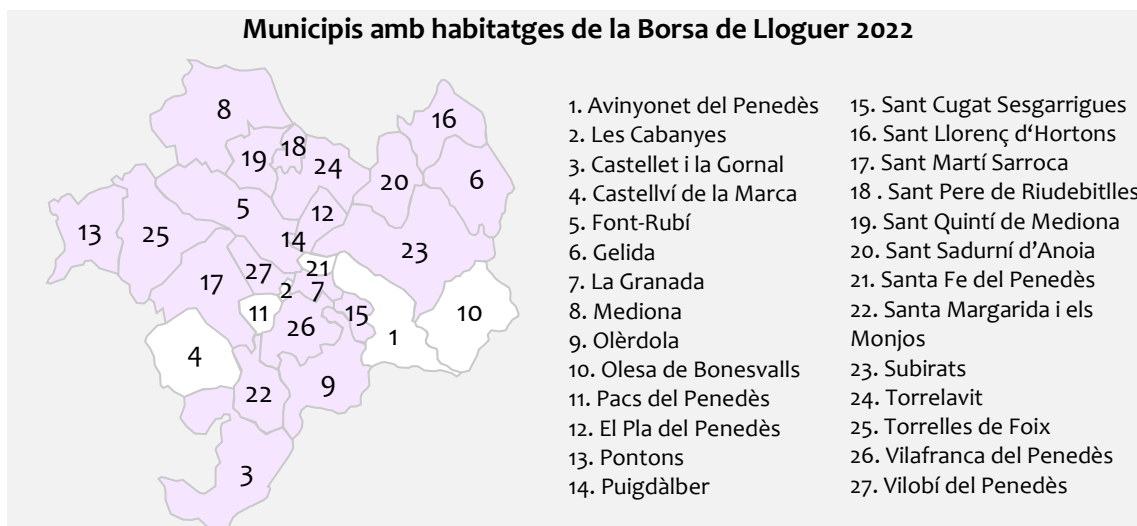 Municipis amb habitatges de la Borsa de Lloguer 2022
8
16
18
19
24
20
6
5
12
13
25
14
23
27
21
17
2
7
11
15
10
26
1
4
22
9
3
1. Avinyonet del Penedès
2. Les Cabanyes
3. Castellet i la Gornal
4. Castellví de la Marca
5. Font-Rubí
6. Gelida
7. La Granada
8. Mediona
9. Olèrdola
10. Olesa de Bonesvalls
11. Pacs del Penedès
12. El Pla del Penedès
13. Pontons
14. Puigdàlber
15. Sant Cugat Sesgarrigues
16. Sant Llorenç d‘Hortons
17. Sant Martí Sarroca
18 . Sant Pere de Riudebitlles
19. Sant Quintí de Mediona
20. Sant Sadurní d’Anoia
21. Santa Fe del Penedès
22. Santa Margarida i els
Monjos
23. Subirats
24. Torrelavit
25. Torrelles de Foix
26. Vilafranca del Penedès
27. Vilobí del Penedès